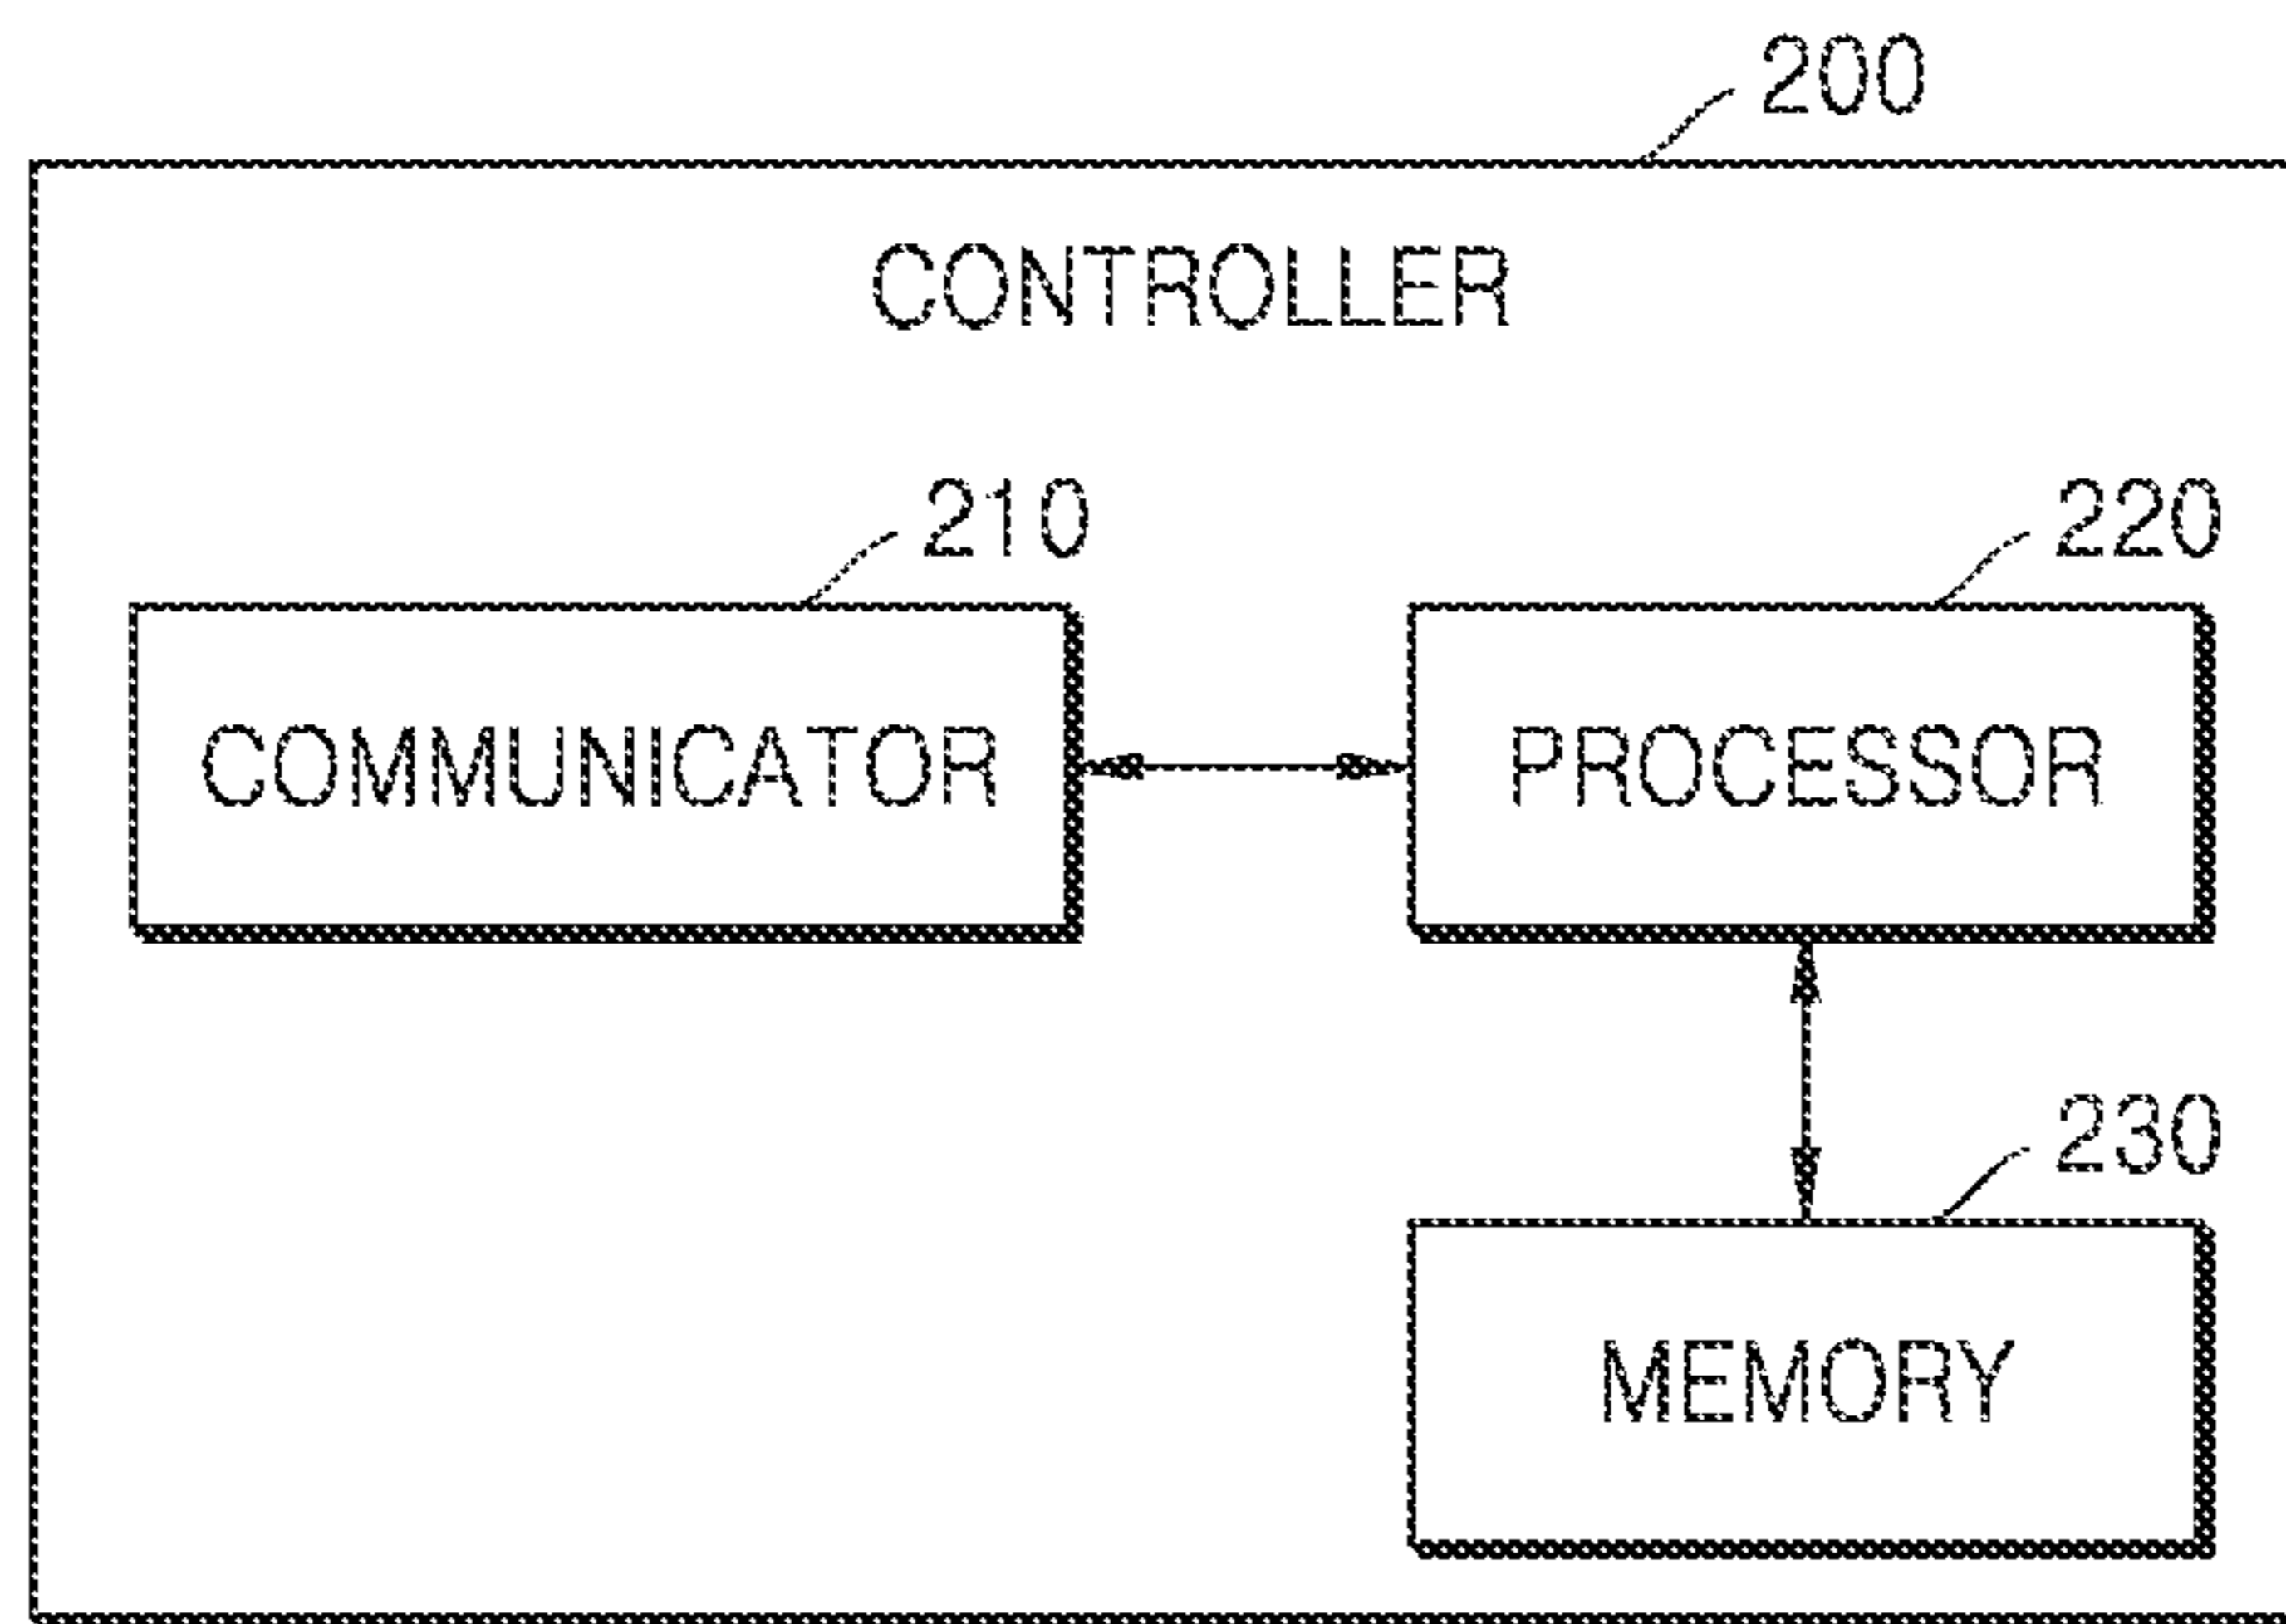 200
CONTROLLER
210
220
COMMUNICATOR
PROCESSOR
230
MEMORY